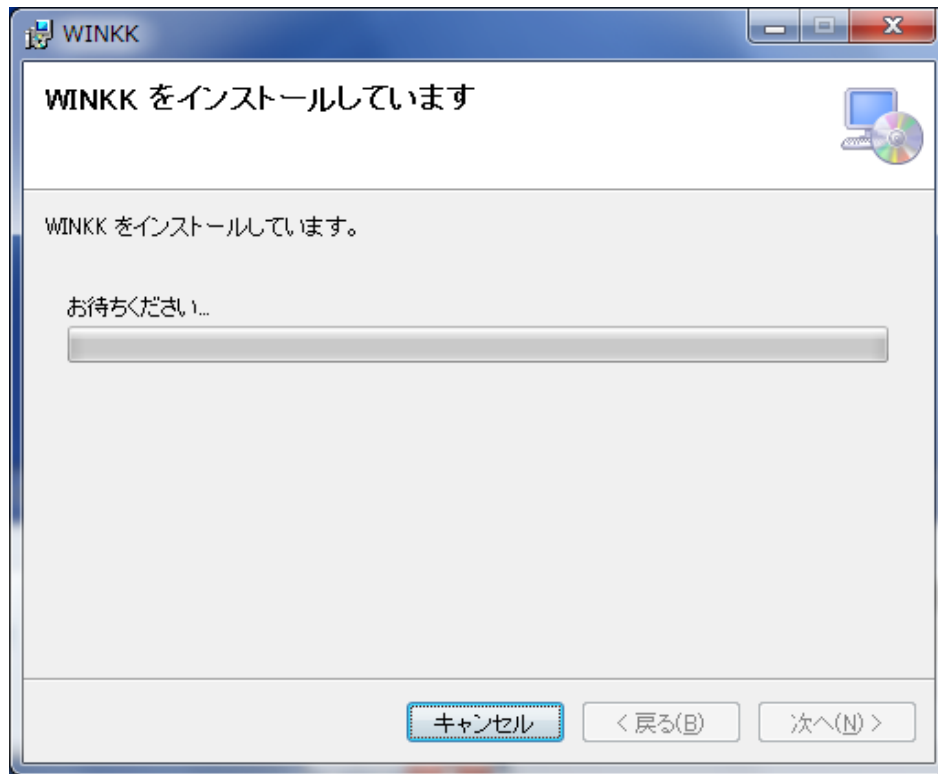 WINKK
WINKK をインストールしています
WINKK をインストールしています。
お待ちください...
キャンセル
< 戻る(B)
次へ(N) >